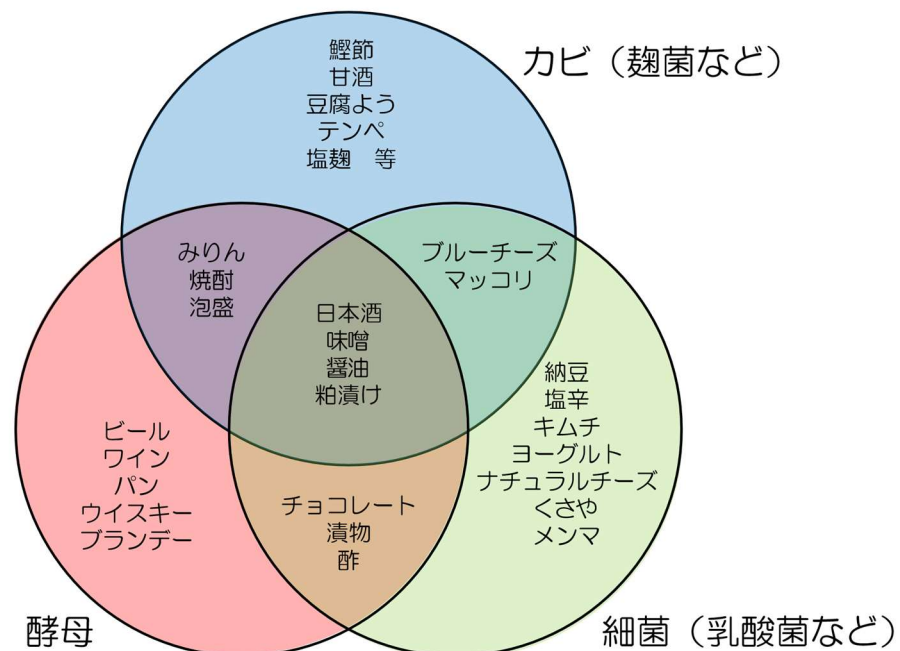 カビ（麹菌など）
鰹節
甘酒
豆腐よう
テンペ
塩麹　等
みりん
焼酎
泡盛
ブルーチーズ
マッコリ
日本酒
味噌
醤油
粕漬け
納豆
塩辛
キムチ
ヨーグルト
ナチュラルチーズ
くさや
メンマ
ビール
ワイン
パン
ウイスキー
ブランデー
チョコレート
漬物
酢
酵母
細菌（乳酸菌など）